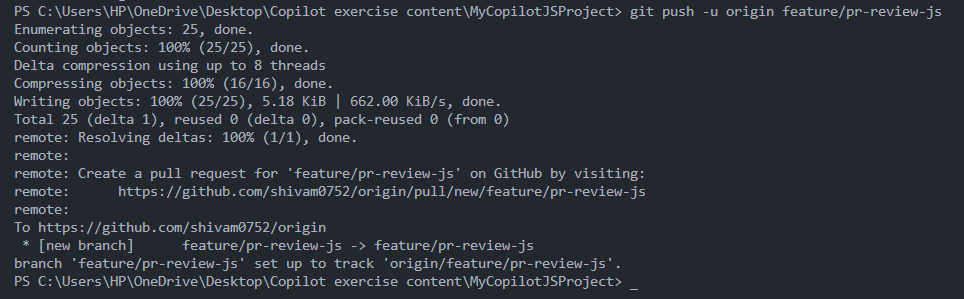 PS C:\Users\HP\OneDrive\Desktop\Copilot exercise content\MyCopilotJSProject> git push -u origin feature/pr-review-js
Enumerating objects: 25, done.
Counting objects: 100% (25/25), done.
Delta compression using up to 8 threads
Compressing objects: 100% (16/16), done.
Writing objects: 100% (25/25), 5.18 KiB | 662.00 KiB/s, done.
Total 25 (delta 1), reused 0 (delta 0), pack-reused 0 (from 0)
remote: Resolving deltas: 100% (1/1), done.
remote:
remote: Create a pull request for 'feature/pr-review-js' on GitHub by visiting:
remote:      https://github.com/shivam0752/origin/pull/new/feature/pr-review-js
remote:
To https://github.com/shivam0752/origin
 * [new branch]      feature/pr-review-js -> feature/pr-review-js
branch 'feature/pr-review-js' set up to track 'origin/feature/pr-review-js'.
PS C:\Users\HP\OneDrive\Desktop\Copilot exercise content\MyCopilotJSProject> _